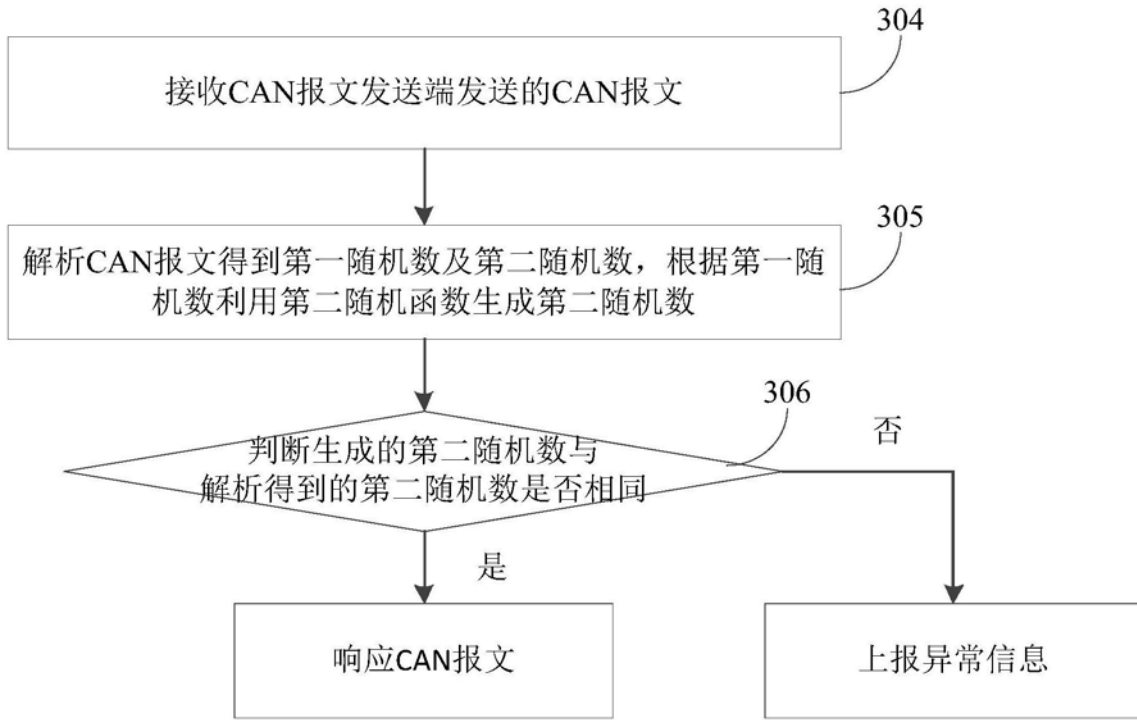 304
接收CAN报文发送端发送的CAN报文
305
解析CAN报文得到第一随机数及第二随机数，根据第一随
机数利用第二随机函数生成第二随机数
306
判断生成的第二随机数与
解析得到的第二随机数是否相同
否
是
响应CAN报文
上报异常信息